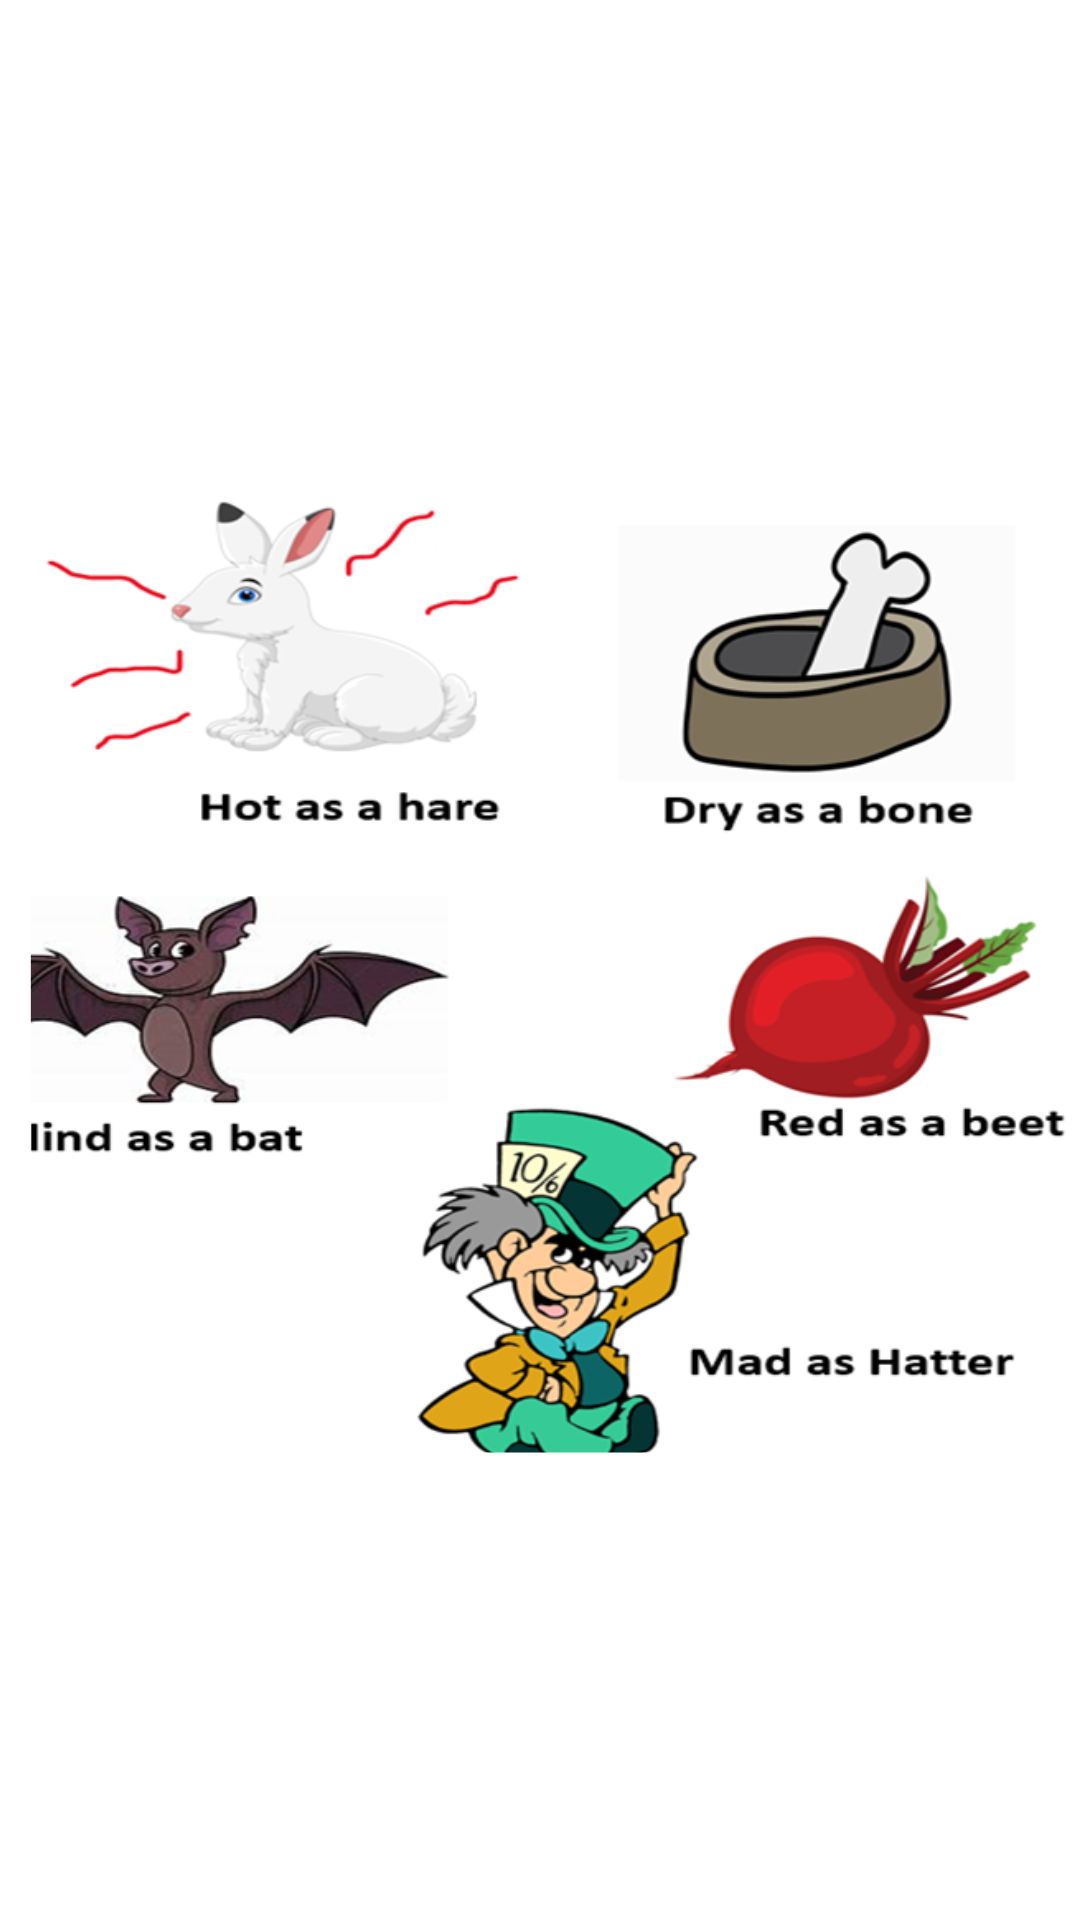 Hot as a hare
Dry as a bone
lind as a bat
Red as a beet
10/6
Mad as Hatter